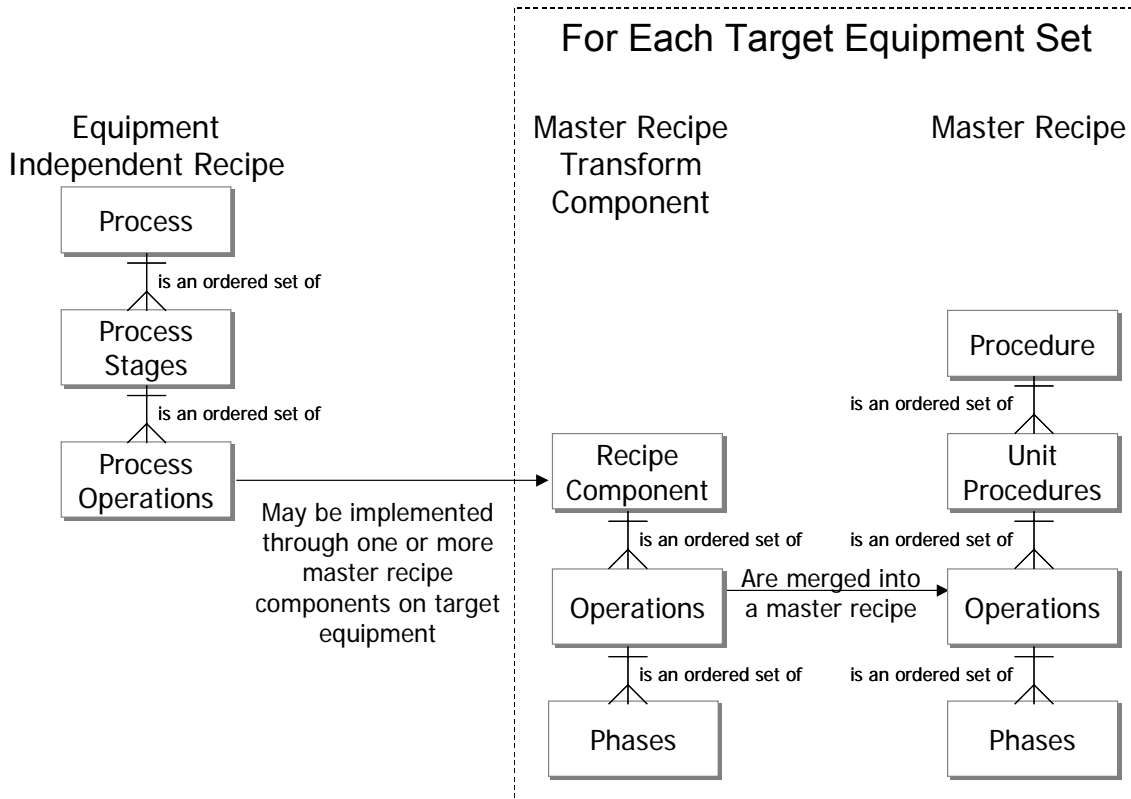 For Each Target Equipment Set
Equipment
Independent Recipe
Process
is an ordered set of
Process
Stages
is an ordered set of
Process
Operations
May be implemented
through one or more
master recipe
components on target
equipment
Master Recipe
Transform
Component
Recipe
Component
is an ordered set of
Operations
is an ordered set of
Phases
Are merged into
a master recipe
Master Recipe
Procedure
is an ordered set of
Unit
Procedures
is an ordered set of
Operations
is an ordered set of
Phases